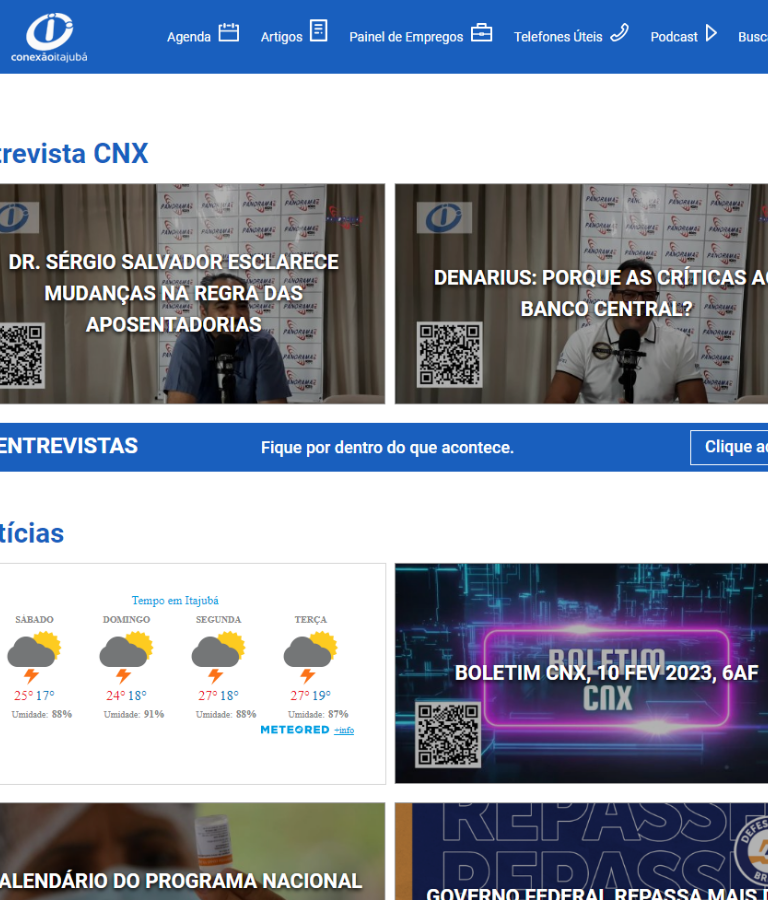 conexãoitajubá
Agenda
Artigos
Painel de Empregos
Telefones Úteis
Podcast
Busc
trevista CNX
DR. SÉRGIO SALVADOR ESCLARECE
MUDANÇAS NA REGRA DAS
APOSENTADORIAS
DENARIUS: PORQUE AS CRÍTICAS AO
BANCO CENTRAL?
ENTREVISTAS
Fique por dentro do que acontece.
Clique a
tícias
Tempo em Itajubá
SÁBADO
DOMINGO
SEGUNDA
TERÇA
25° 17°
24° 18°
27° 18°
27° 19°
Umidade: 88%
Umidade: 91%
Umidade: 88%
Umidade: 87%
METEORED +info
BOLETIM
CNX
BOLETIM CNX, 10 FEV 2023, 6AF
ALENDÁRIO DO PROGRAMA NACIONAL
REPASS
REPASS
GOVERNO FEDERAL REPASSA MAIS D